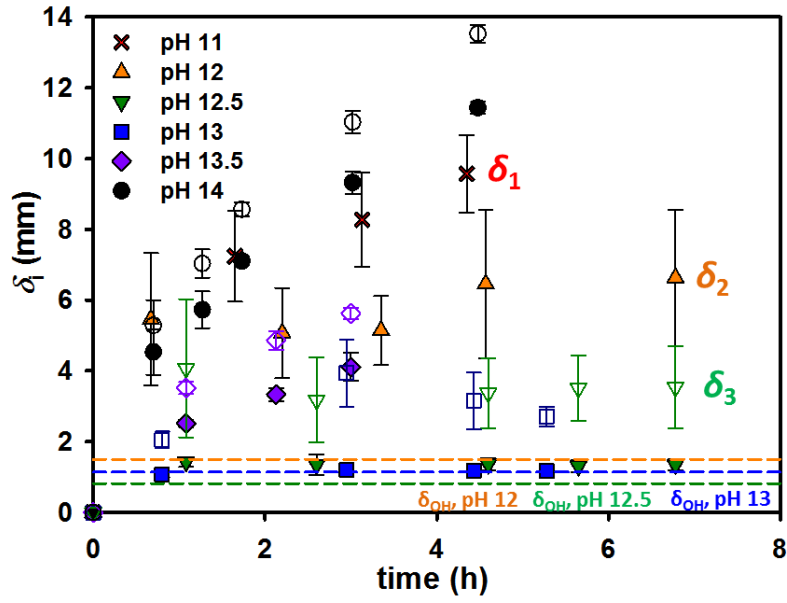 14
12
10
8
6
4
2
0
δi (mm)
pH 11
pH 12
pH 12.5
pH 13
pH 13.5
pH 14
δ1
δ2
δ3
δOH, pH 12
δOH, pH 12.5
δOH, pH 13
0 2 4 6 8
time (h)